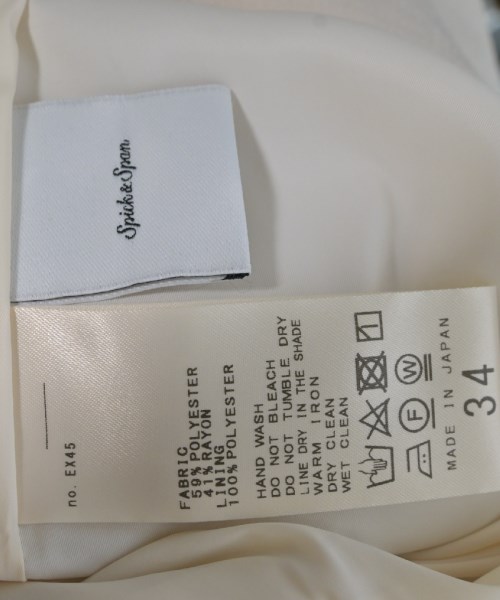 Spick & Span
no. EX45
FABRIC
59% POLYESTER
41% RAYON
LINING
100% POLYESTER
HAND WASH
DO NOT BLEACH
DO NOT TUMBLE DRY
LINE DRY IN THE SHADE
WARM IRON
DRY CLEAN
WET CLEAN
F W
MADE IN JAPAN
34